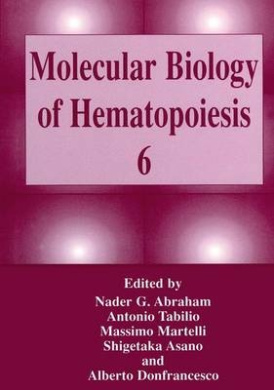 Molecular Biology
of Hematopoiesis
6
Edited by
Nader G. Abraham
Antonio Tabilio
Massimo Martelli
Shigetaka Asano
and
Alberto Donfrancesco